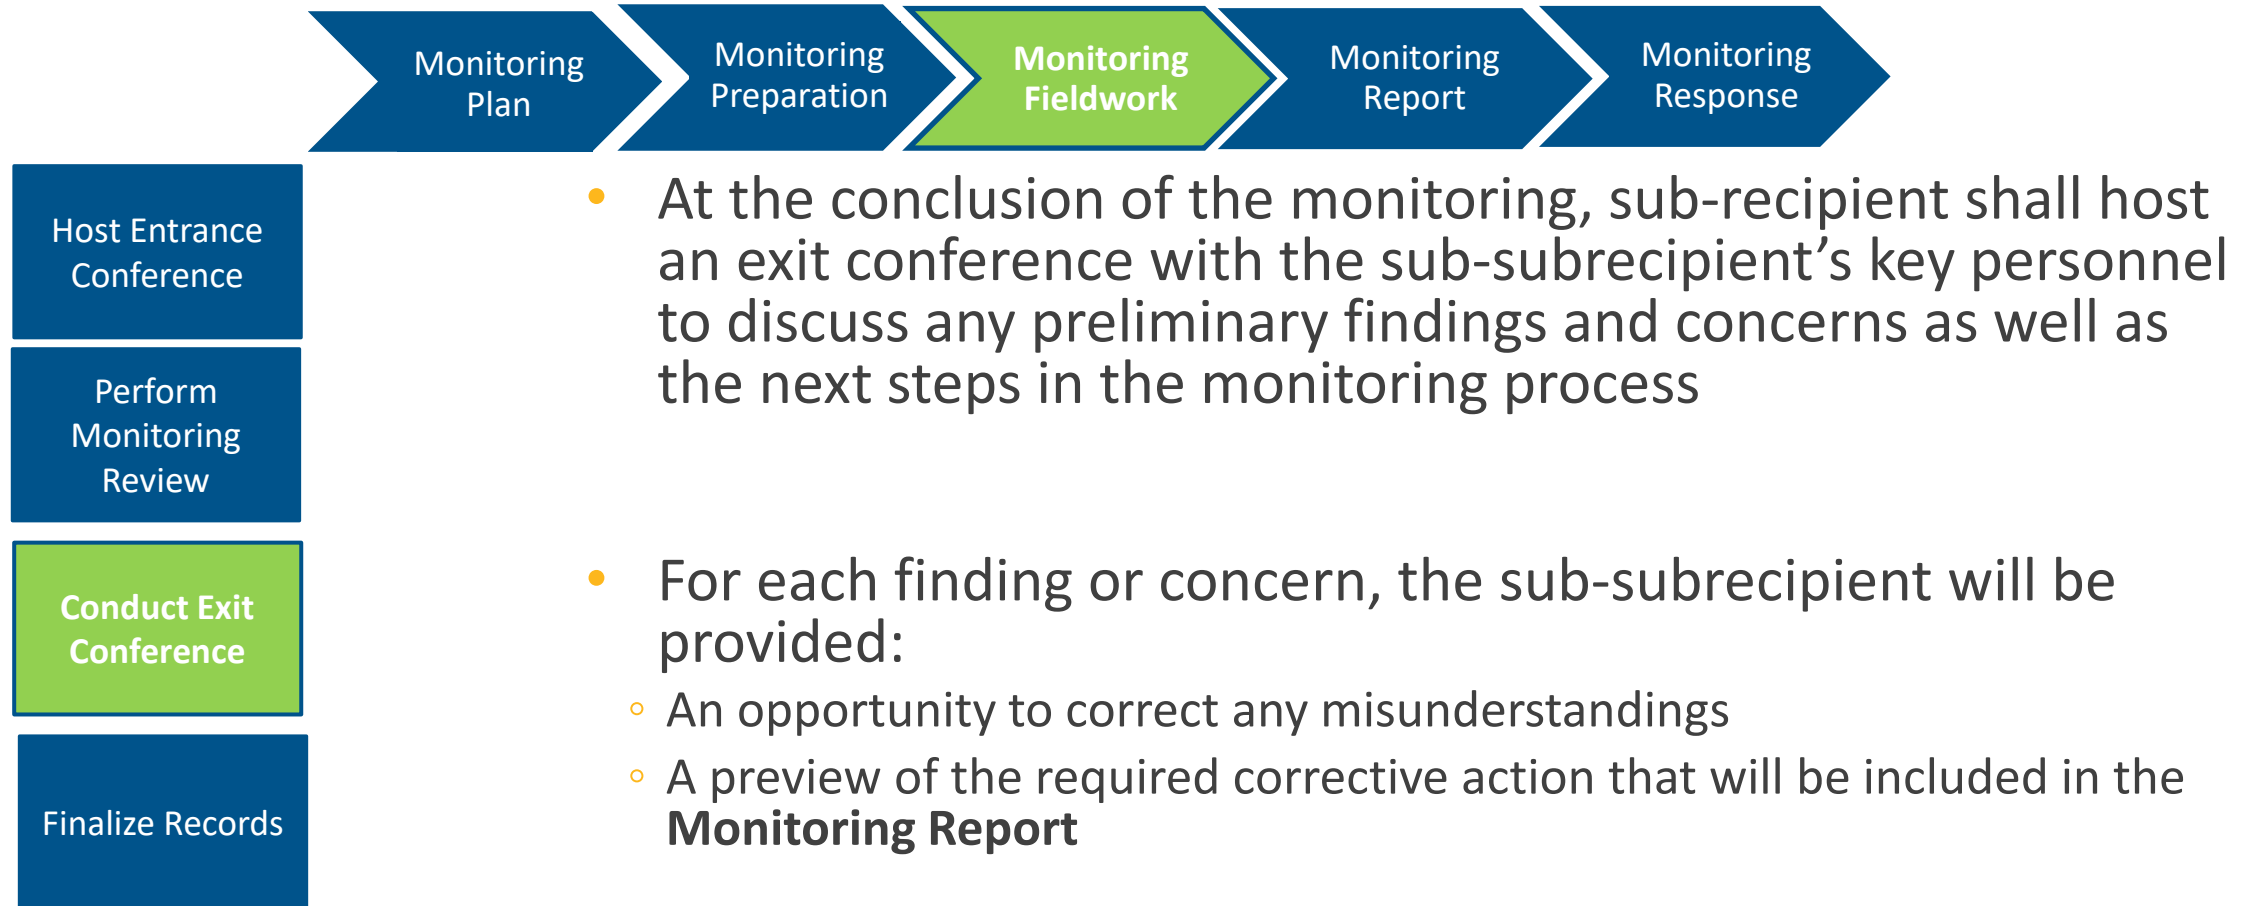 Monitoring
Plan
Monitoring
Preparation
Monitoring
Fieldwork
Monitoring
Report
Monitoring
Response
Host Entrance
Conference
Perform
Monitoring
Review
Conduct Exit
Conference
Finalize Records
• At the conclusion of the monitoring, sub-recipient shall host
an exit conference with the sub-subrecipient’s key personnel
to discuss any preliminary findings and concerns as well as
the next steps in the monitoring process
• For each finding or concern, the sub-subrecipient will be
provided:
◦ An opportunity to correct any misunderstandings
◦ A preview of the required corrective action that will be included in the
Monitoring Report